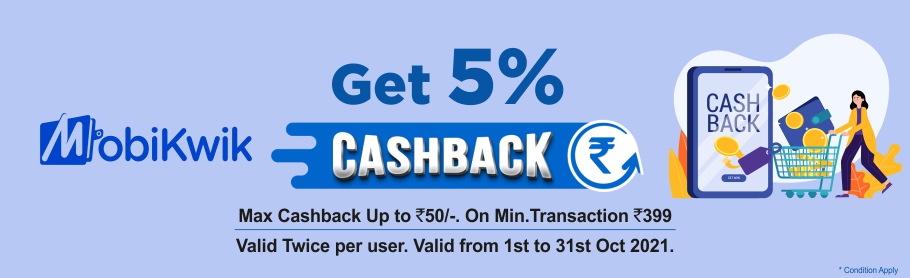 MobiKwik
Get 5%
CASHBACK ₹
Max Cashback Up to ₹50/-. On Min.Transaction ₹399
Valid Twice per user. Valid from 1st to 31st Oct 2021.
CASH
BACK
* Condition Apply